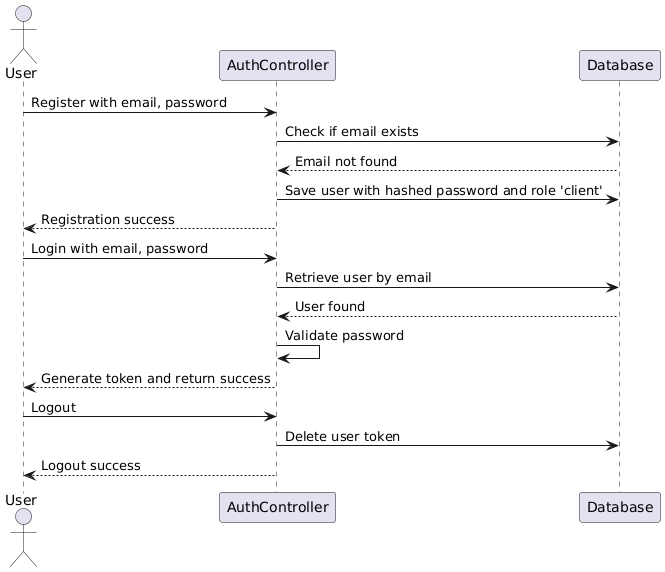 User
AuthController
Database
Register with email, password
Check if email exists
Email not found
Save user with hashed password and role 'client'
Registration success
Login with email, password
Retrieve user by email
User found
Validate password
Generate token and return success
Logout
Delete user token
Logout success
User
AuthController
Database